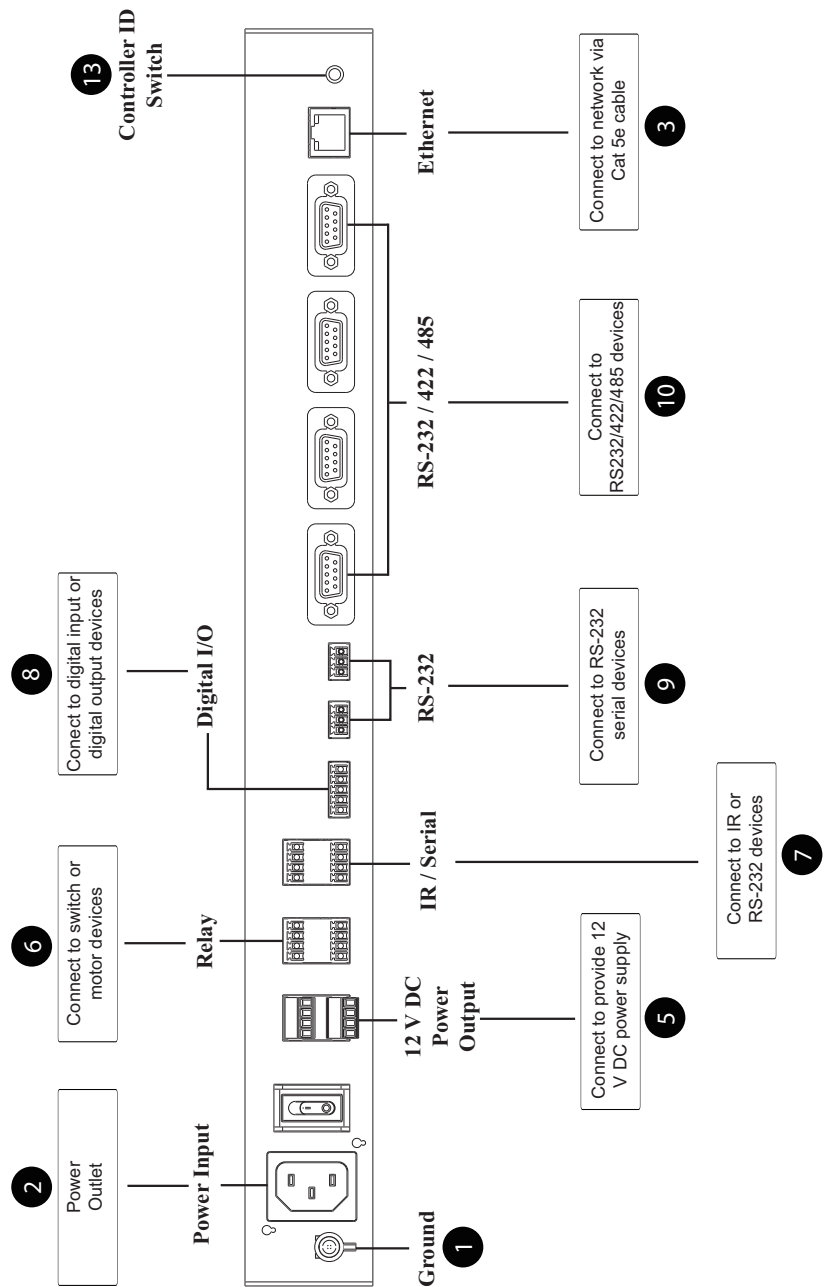 2
Power
Outlet
Power Input
6
Connect to switch or
motor devices
Relay
8
Conect to digital input or
digital output devices
Digital I/O
13
Controller ID
Switch
Ground
1
12 V DC
Power
Output
Connect to provide 12
V DC power supply
5
IR / Serial
Connect to IR or
RS-232 devices
7
RS-232
Connect to RS-232
serial devices
9
RS-232 / 422 / 485
Connect to
RS232/422/485 devices
10
Ethernet
Connect to network via
Cat 5e cable
3